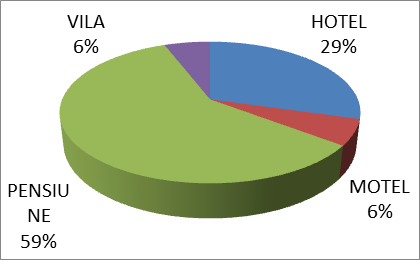 VILA
6%
HOTEL
29%
PENSIU
NE
59%
MOTEL
6%